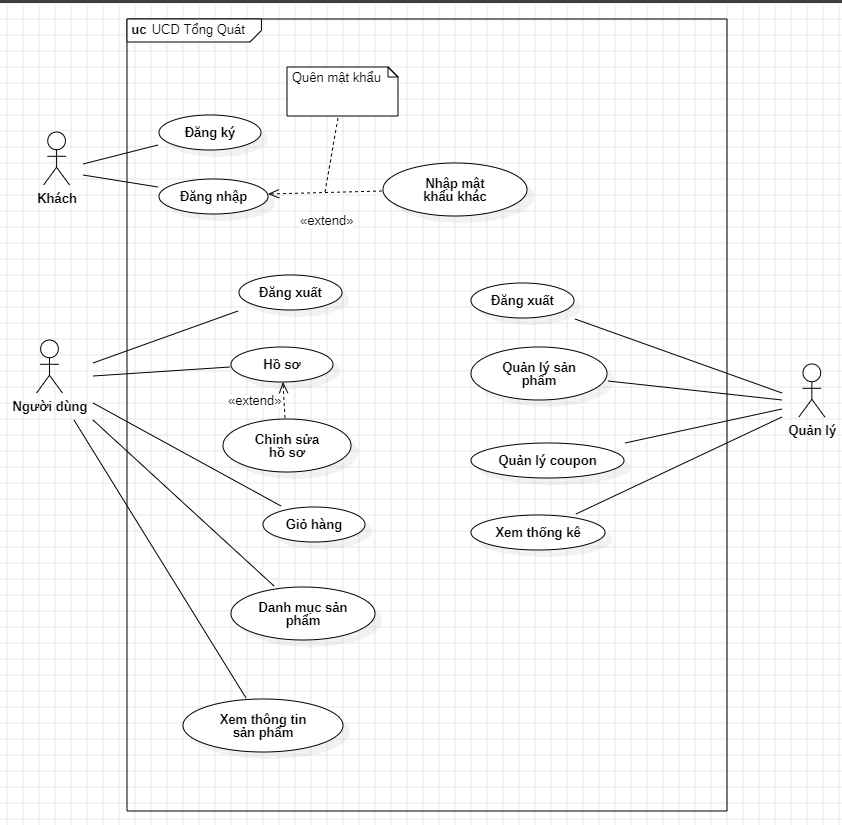 uc UCD Tổng Quát
Quên mật khẩu
Đăng ký
Khách
Đăng nhập
Nhập mật
khẩu khác
«extend»
Đăng xuất
Đăng xuất
Hồ sơ
Quản lý sản
phẩm
«extend»
Người dùng
Quản lý
Chỉnh sửa
hồ sơ
Quản lý coupon
Giỏ hàng
Xem thống kê
Danh mục sản
phẩm
Xem thông tin
sản phẩm